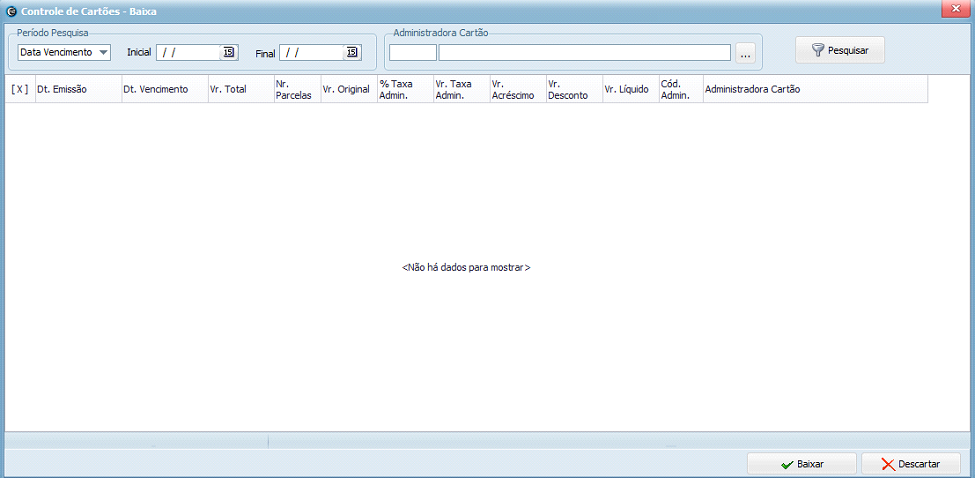 Controle de Cartões - Baixa
Período Pesquisa
Data Vencimento
Inicial
/ /
15
Final
/ /
15
Administradora Cartão
...
Pesquisar
[X]
Dt. Emissão
Dt. Vencimento
Vr. Total
Nr.
Parcelas
Vr. Original
% Taxa
Admin.
Vr. Taxa
Admin.
Vr.
Acréscimo
Vr.
Desconto
Vr. Líquido
Cód.
Admin.
Administradora Cartão
<Não há dados para mostrar>
Baixar
Descartar